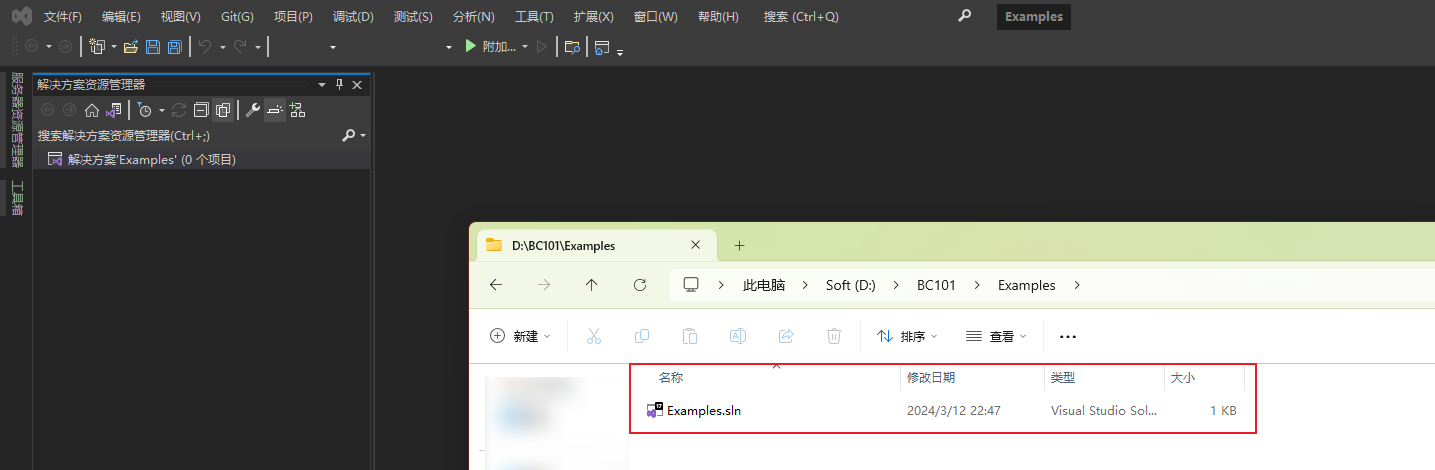 文件(F) 编辑(E) 视图(V) Git(G) 项目(P) 调试(D) 测试(S) 分析(N) 工具(T) 扩展(X) 窗口(W) 帮助(H) 搜索 (Ctrl+Q) Examples
附加...
服务器资源管理器
工具箱
解决方案资源管理器
搜索解决方案资源管理器(Ctrl+;)
解决方案'Examples' (0 个项目)
D:\BC101\Examples
此电脑 Soft (D:) BC101 Examples
新建 排序 查看
名称 修改日期 类型 大小
Examples.sln 2024/3/12 22:47 Visual Studio Sol... 1 KB